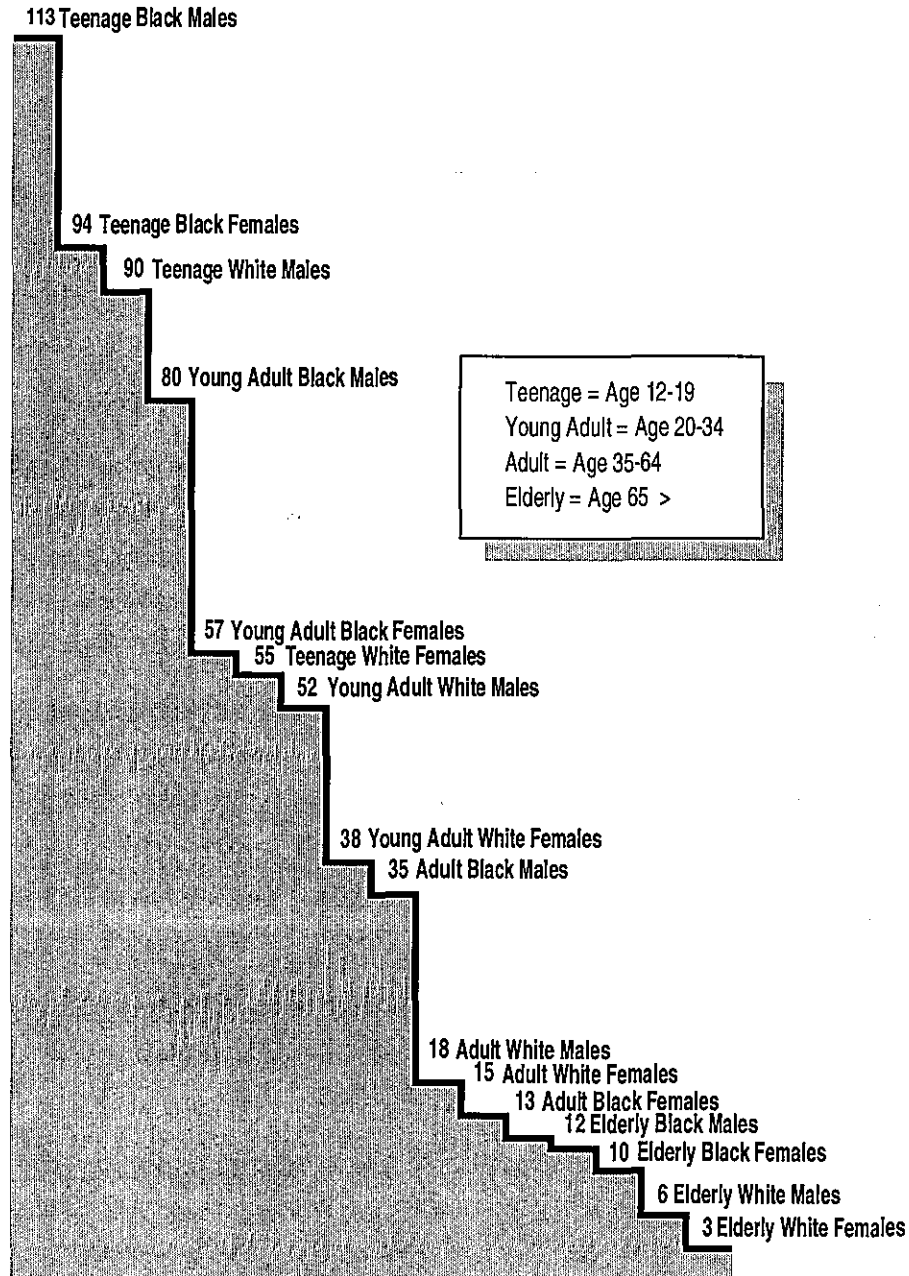 113 Teenage Black Males
94 Teenage Black Females
90 Teenage White Males
80 Young Adult Black Males
Teenage = Age 12-19
Young Adult = Age 20-34
Adult = Age 35-64
Elderly = Age 65 >
57 Young Adult Black Females
55 Teenage White Females
52 Young Adult White Males
38 Young Adult White Females
35 Adult Black Males
18 Adult White Males
15 Adult White Females
13 Adult Black Females
12 Elderly Black Males
10 Elderly Black Females
6 Elderly White Males
3 Elderly White Females